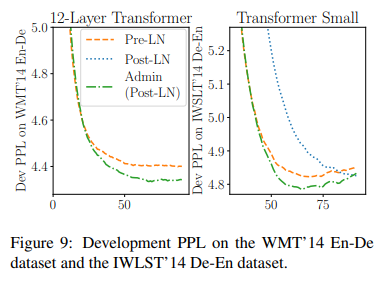 12-Layer Transformer
Transformer Small
Dev PPL on WMT'14 En-De
5.0
4.8
4.6
4.4
0
50
Pre-LN
Post-LN
Admin
(Post-LN)
Dev PPL on IWSLT'14 De-En
5.2
5.1
5.0
4.9
4.8
50
75
Figure 9: Development PPL on the WMT'14 En-De
dataset and the IWLST'14 De-En dataset.